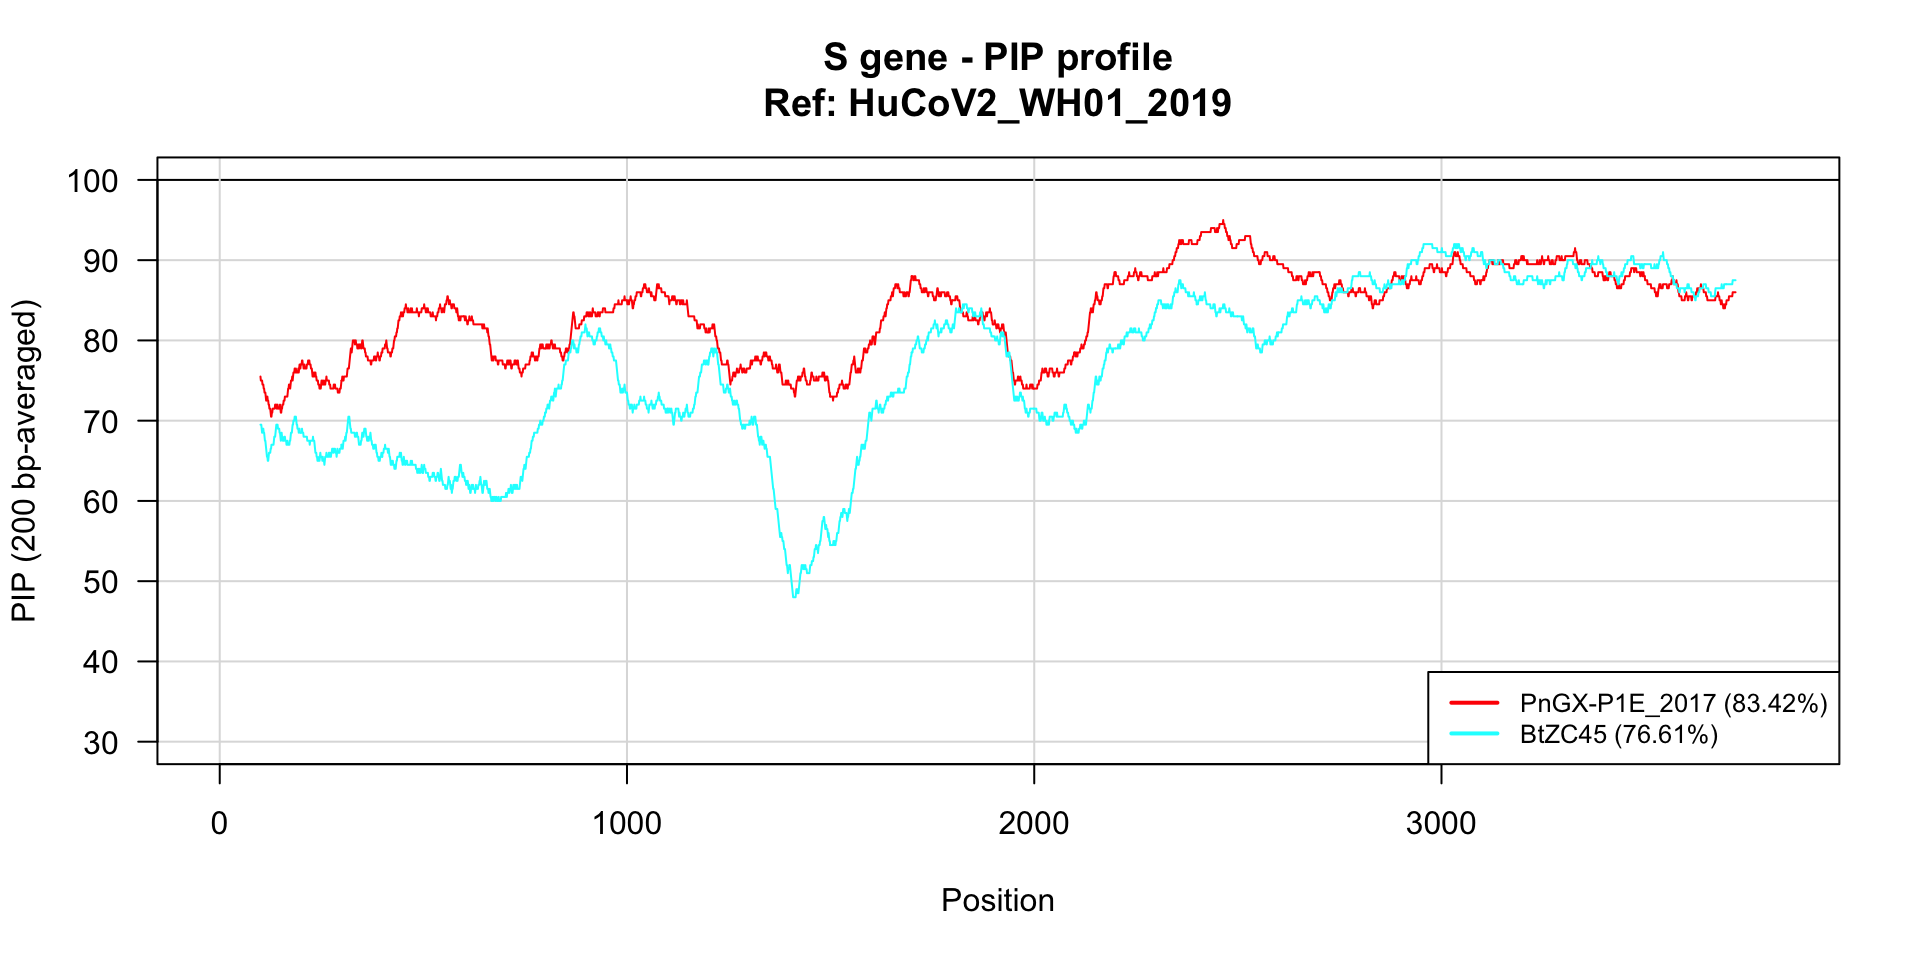 S gene - PIP profile
Ref: HuCoV2_WH01_2019
PIP (200 bp-averaged)
100
90
80
70
60
50
40
30
PnGX-P1E_2017 (83.42%)
BtZC45 (76.61%)
0 1000 2000 3000
Position